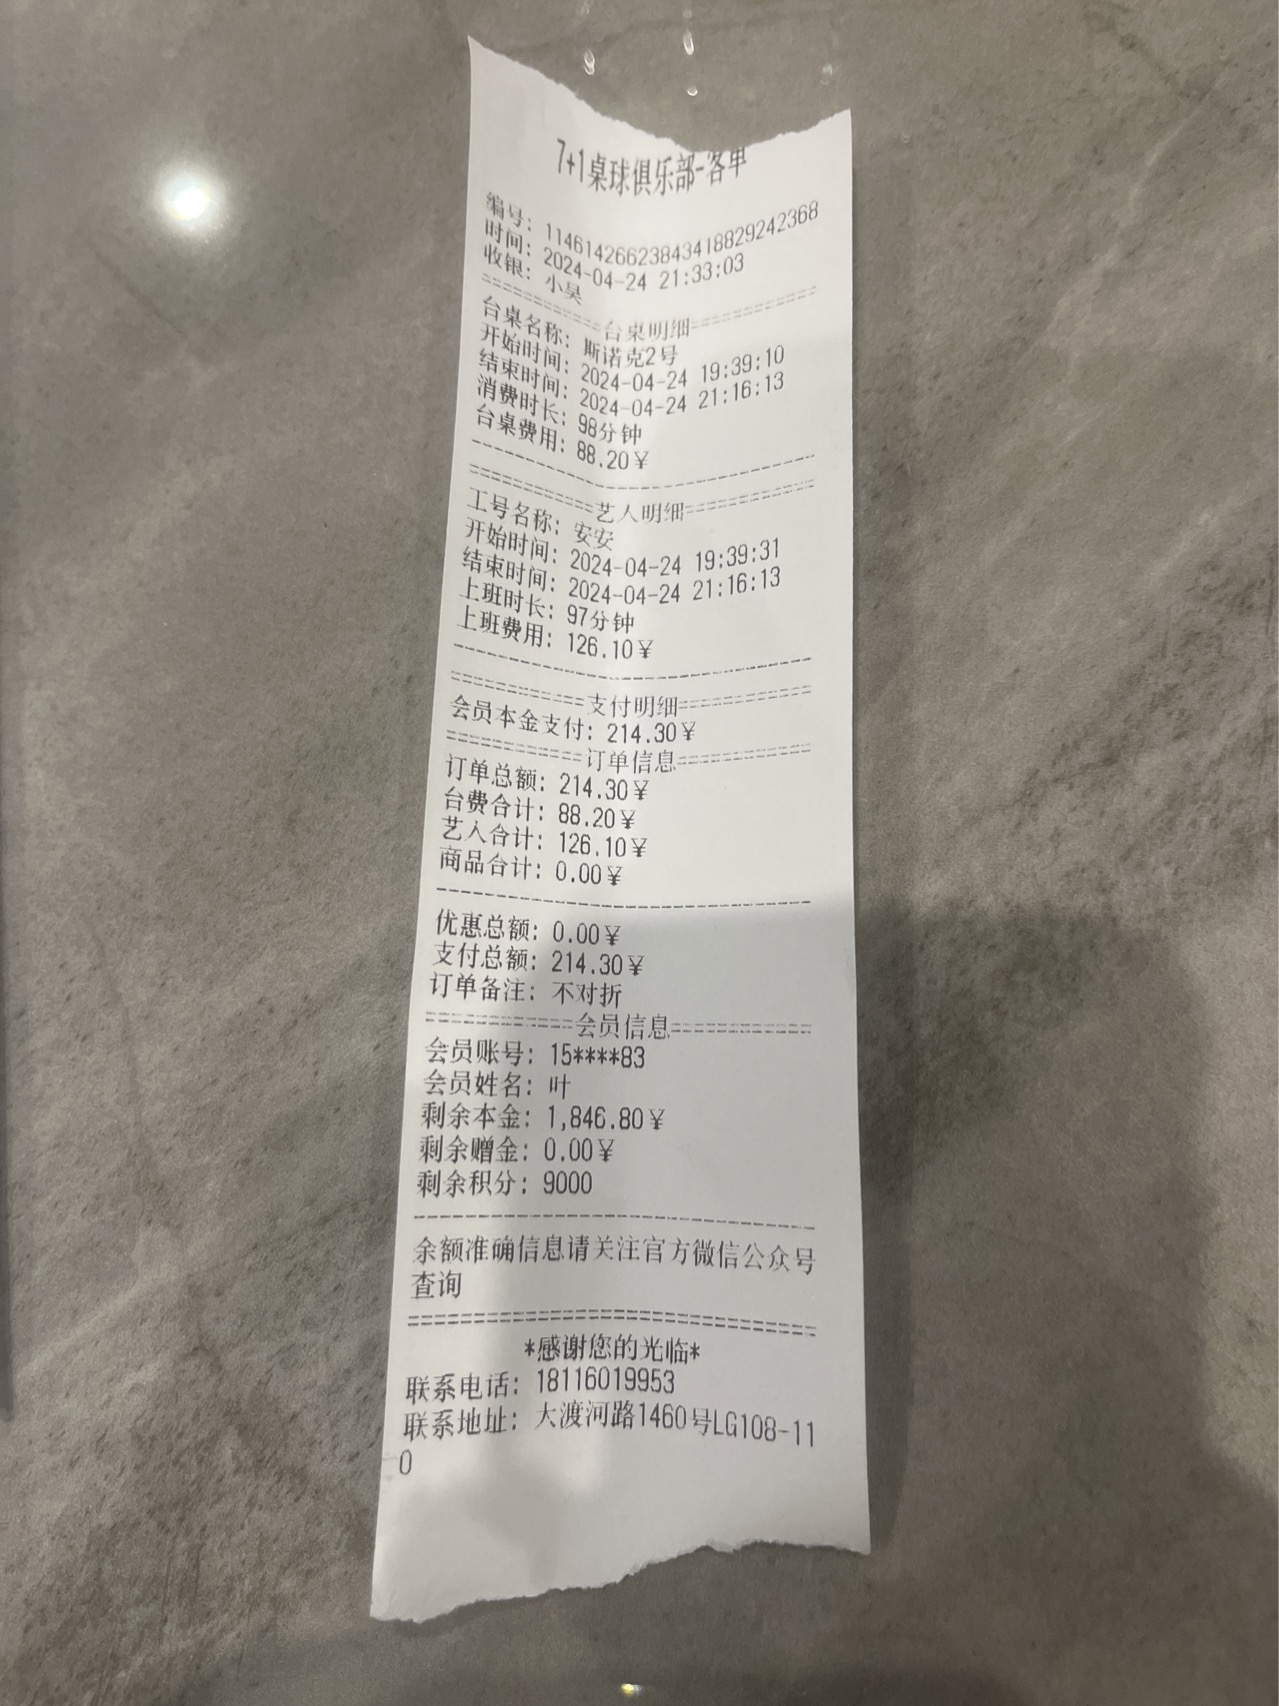 7+1桌球俱乐部-客单
编号: 11461426623843418829242368
时间: 2024-04-24 21:33:03
收银: 小吴
==========台桌明细==========
台桌名称: 斯诺克2号
开始时间: 2024-04-24 19:39:10
结束时间: 2024-04-24 21:16:13
消费时长: 98分钟
台桌费用: 88.20¥
--------------------------------
==========艺人明细==========
工号名称: 安安
开始时间: 2024-04-24 19:39:31
结束时间: 2024-04-24 21:16:13
上班时长: 97分钟
上班费用: 126.10¥
--------------------------------
==========支付明细==========
会员本金支付: 214.30¥
==========订单信息==========
订单总额: 214.30¥
台费合计: 88.20¥
艺人合计: 126.10¥
商品合计: 0.00¥
--------------------------------
优惠总额: 0.00¥
支付总额: 214.30¥
订单备注: 不对折
==========会员信息==========
会员账号: 15****83
会员姓名: 叶
剩余本金: 1,846.80¥
剩余赠金: 0.00¥
剩余积分: 9000
--------------------------------
余额准确信息请关注官方微信公众号
查询
================================
*感谢您的光临*
联系电话: 18116019953
联系地址: 大渡河路1460号LG108-11
0